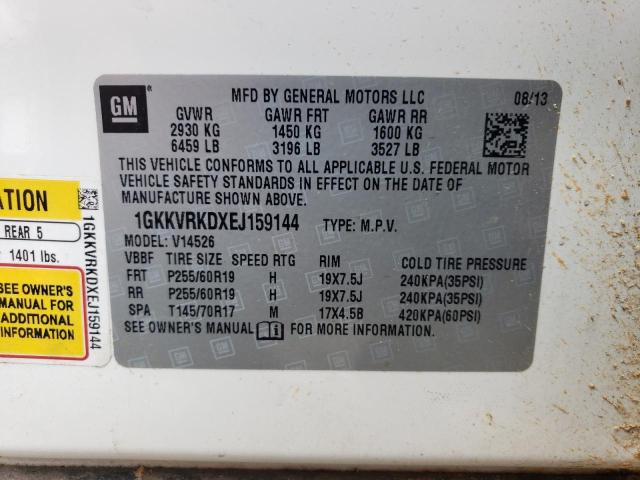 GM
MFD BY GENERAL MOTORS LLC 08/13
GVWR GAWR FRT GAWR RR
2930 KG 1450 KG 1600 KG
6459 LB 3196 LB 3527 LB
THIS VEHICLE CONFORMS TO ALL APPLICABLE U.S. FEDERAL MOTOR
VEHICLE SAFETY STANDARDS IN EFFECT ON THE DATE OF
MANUFACTURE SHOWN ABOVE.
1GKKVRKDXEJ159144 TYPE: M.P.V.
MODEL: V14526
VBBF TIRE SIZE SPEED RTG RIM COLD TIRE PRESSURE
FRT P255/60R19 H 19X7.5J 240KPA(35PSI)
RR P255/60R19 H 19X7.5J 240KPA(35PSI)
SPA T145/70R17 M 17X4.5B 420KPA(60PSI)
SEE OWNER'S MANUAL FOR MORE INFORMATION.
ATION
REAR 5
1401 lbs.
SEE OWNER'S
MANUAL FOR
ADDITIONAL
INFORMATION
1GKKVRKDXEJ159144